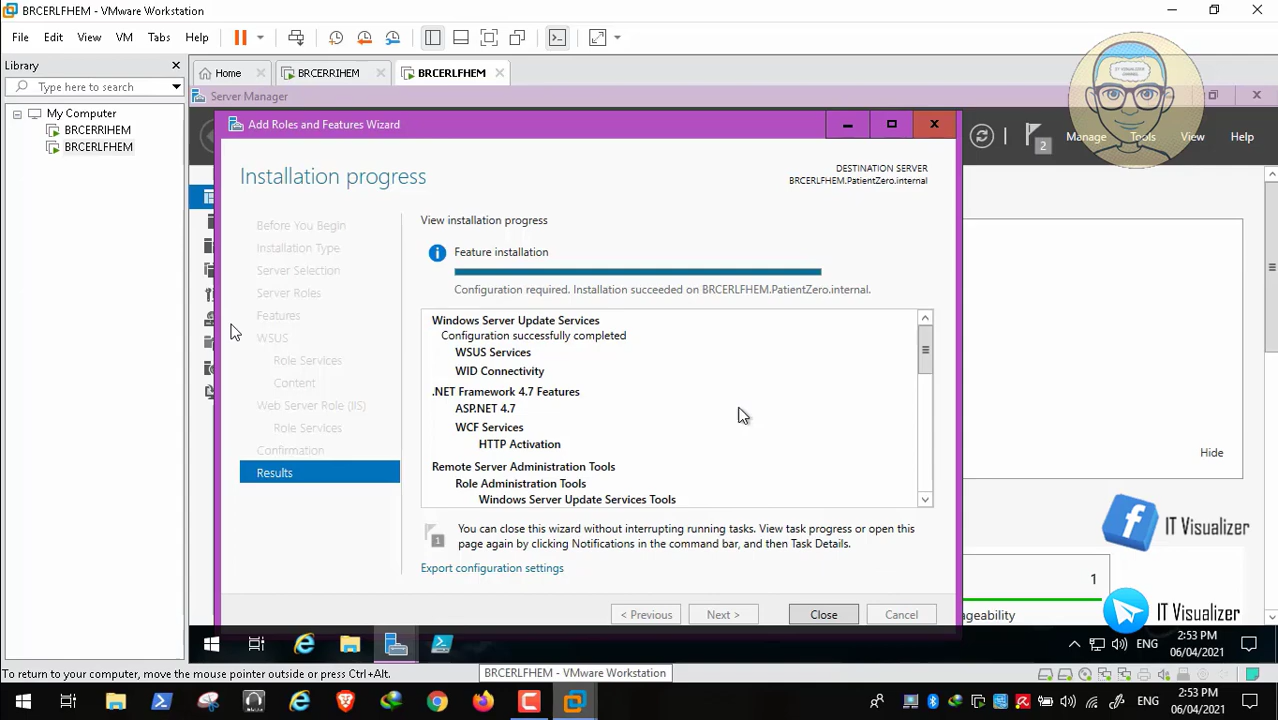 BRCERLFHEM - VMware Workstation
File Edit View VM Tabs Help
Library
Type here to search
My Computer
BRCERRIHEM
BRCERLFHEM
Home
BRCERRIHEM
BRCERLFHEM
Server Manager
IT VISUALIZER
CHANNEL
2
Manage Tools View Help
Add Roles and Features Wizard
Installation progress
DESTINATION SERVER
BRCERLFHEM.PatientZero.internal
Before You Begin
Installation Type
Server Selection
Server Roles
Features
WSUS
Role Services
Content
Web Server Role (IIS)
Role Services
Confirmation
Results
View installation progress
Feature installation
Configuration required. Installation succeeded on BRCERLFHEM.PatientZero.internal.
Windows Server Update Services
Configuration successfully completed
WSUS Services
WID Connectivity
.NET Framework 4.7 Features
ASP.NET 4.7
WCF Services
HTTP Activation
Remote Server Administration Tools
Role Administration Tools
Windows Server Update Services Tools
1
You can close this wizard without interrupting running tasks. View task progress or open this
page again by clicking Notifications in the command bar, and then Task Details.
Export configuration settings
< Previous
Next >
Close
Cancel
Hide
IT Visualizer
1
ageability
IT Visualizer
ENG
2:53 PM
06/04/2021
To return to your computer, move the mouse pointer outside or press Ctrl+Alt.
BRCERLFHEM - VMware Workstation
ENG
2:53 PM
06/04/2021